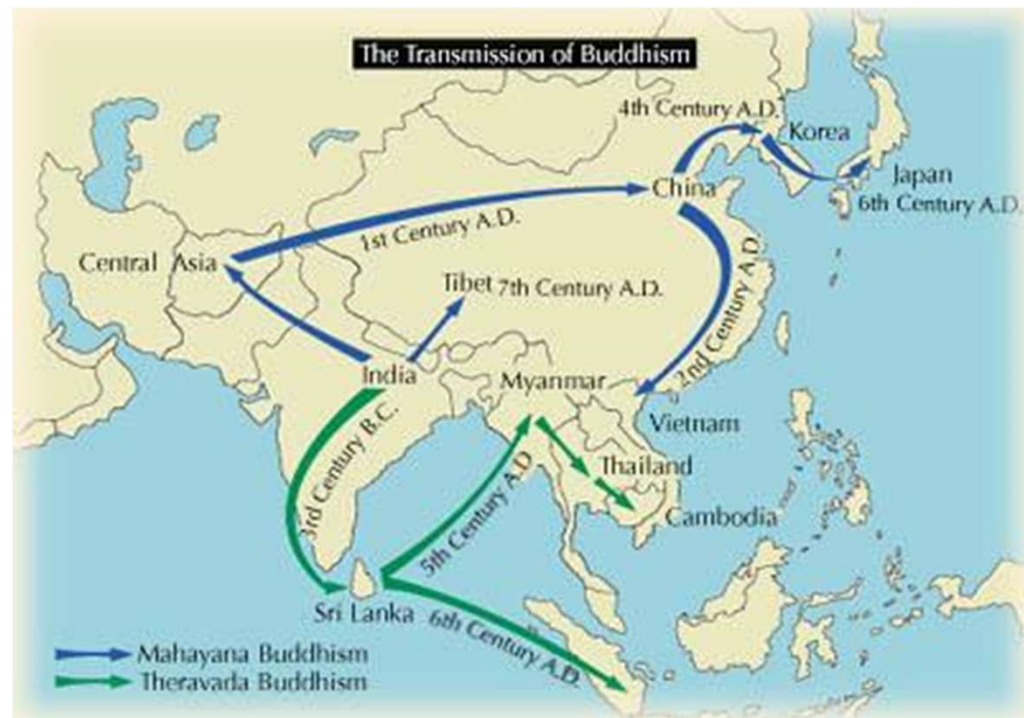 The Transmission of Buddhism
4th Century A.D.
Korea
China
Japan
6th Century A.D.
1st Century A.D.
Central Asia
Tibet 7th Century A.D.
2nd Century A.D.
India
Myanmar
Vietnam
3rd Century B.C.
Thailand
5th Century A.D
Cambodia
Sri Lanka
6th Century A.D.
Mahayana Buddhism
Theravada Buddhism